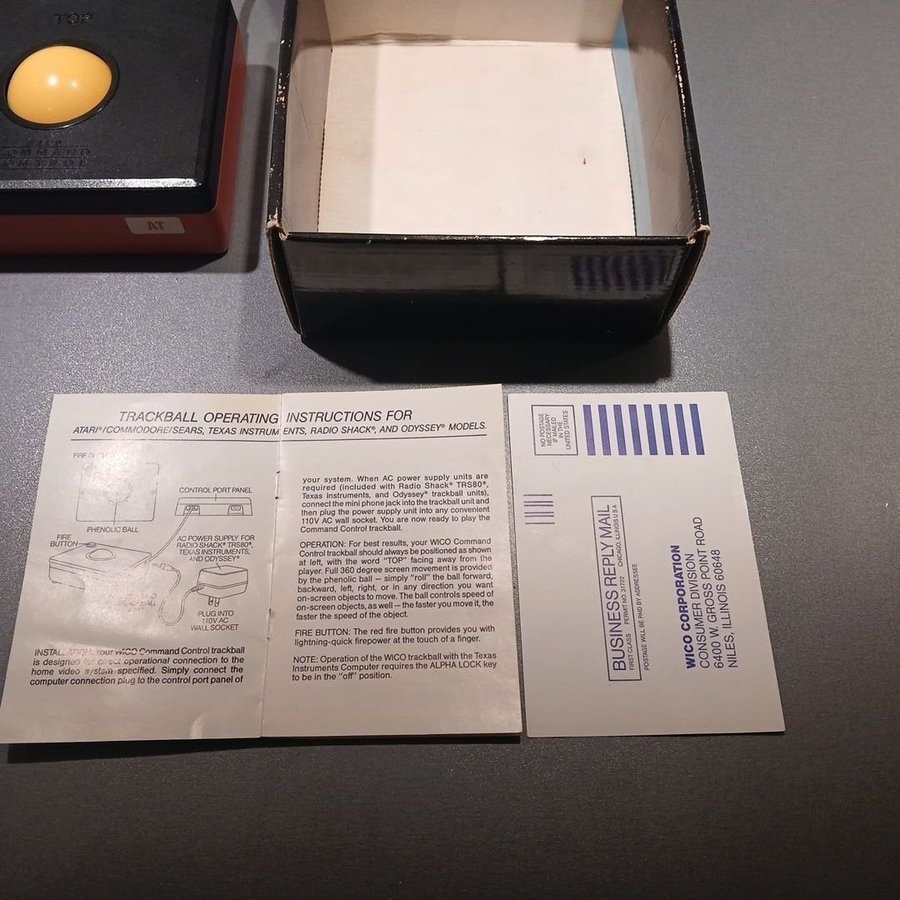 TOP
COMMAND
CONTROL
AT
TRACKBALL OPERATING INSTRUCTIONS FOR
ATARI®/COMMODORE/SEARS, TEXAS INSTRUMENTS, RADIO SHACK®, AND ODYSSEY® MODELS.
FIRE
CONTROL PORT PANEL
PHENOLIC BALL
FIRE
BUTTON
AC POWER SUPPLY FOR
RADIO SHACK® TRS80®,
TEXAS INSTRUMENTS,
AND ODYSSEY®
PLUG INTO
110V AC
WALL SOCKET
INSTALLATION: Your WICO Command Control trackball
is designed for direct operational connection to the
home video system specified. Simply connect the
computer connection plug to the control port panel of
your system. When AC power supply units are
required (included with Radio Shack® TRS80®,
Texas Instruments, and Odyssey® trackball units),
connect the mini phone jack into the trackball unit and
then plug the power supply unit into any convenient
110V AC wall socket. You are now ready to play the
Command Control trackball.
OPERATION: For best results, your WICO Command
Control trackball should always be positioned as shown
at left, with the word "TOP" facing away from the
player. Full 360 degree screen movement is provided
by the phenolic ball — simply "roll" the ball forward,
backward, left, right, or in any direction you want
on-screen objects to move. The ball controls speed of
on-screen objects, as well — the faster you move it, the
faster the speed of the object.
FIRE BUTTON: The red fire button provides you with
lightning-quick firepower at the touch of a finger.
NOTE: Operation of the WICO trackball with the Texas
Instruments Computer requires the ALPHA LOCK key
to be in the "off" position.
NO POSTAGE
NECESSARY
IF MAILED
IN THE
UNITED STATES
BUSINESS REPLY MAIL
FIRST CLASS PERMIT NO. 31722 CHICAGO, ILLINOIS U.S.A.
POSTAGE WILL BE PAID BY ADDRESSEE
WICO CORPORATION
CONSUMER DIVISION
6400 W. GROSS POINT ROAD
NILES, ILLINOIS 60648